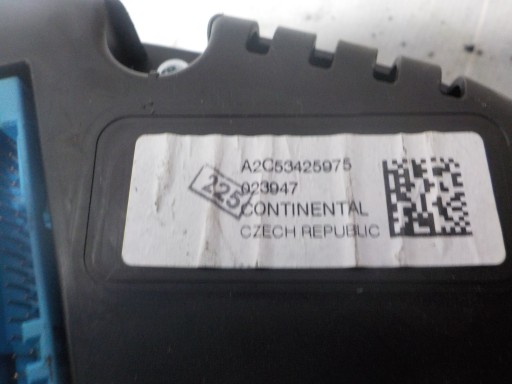 A2C53425975
023947
225
CONTINENTAL
CZECH REPUBLIC